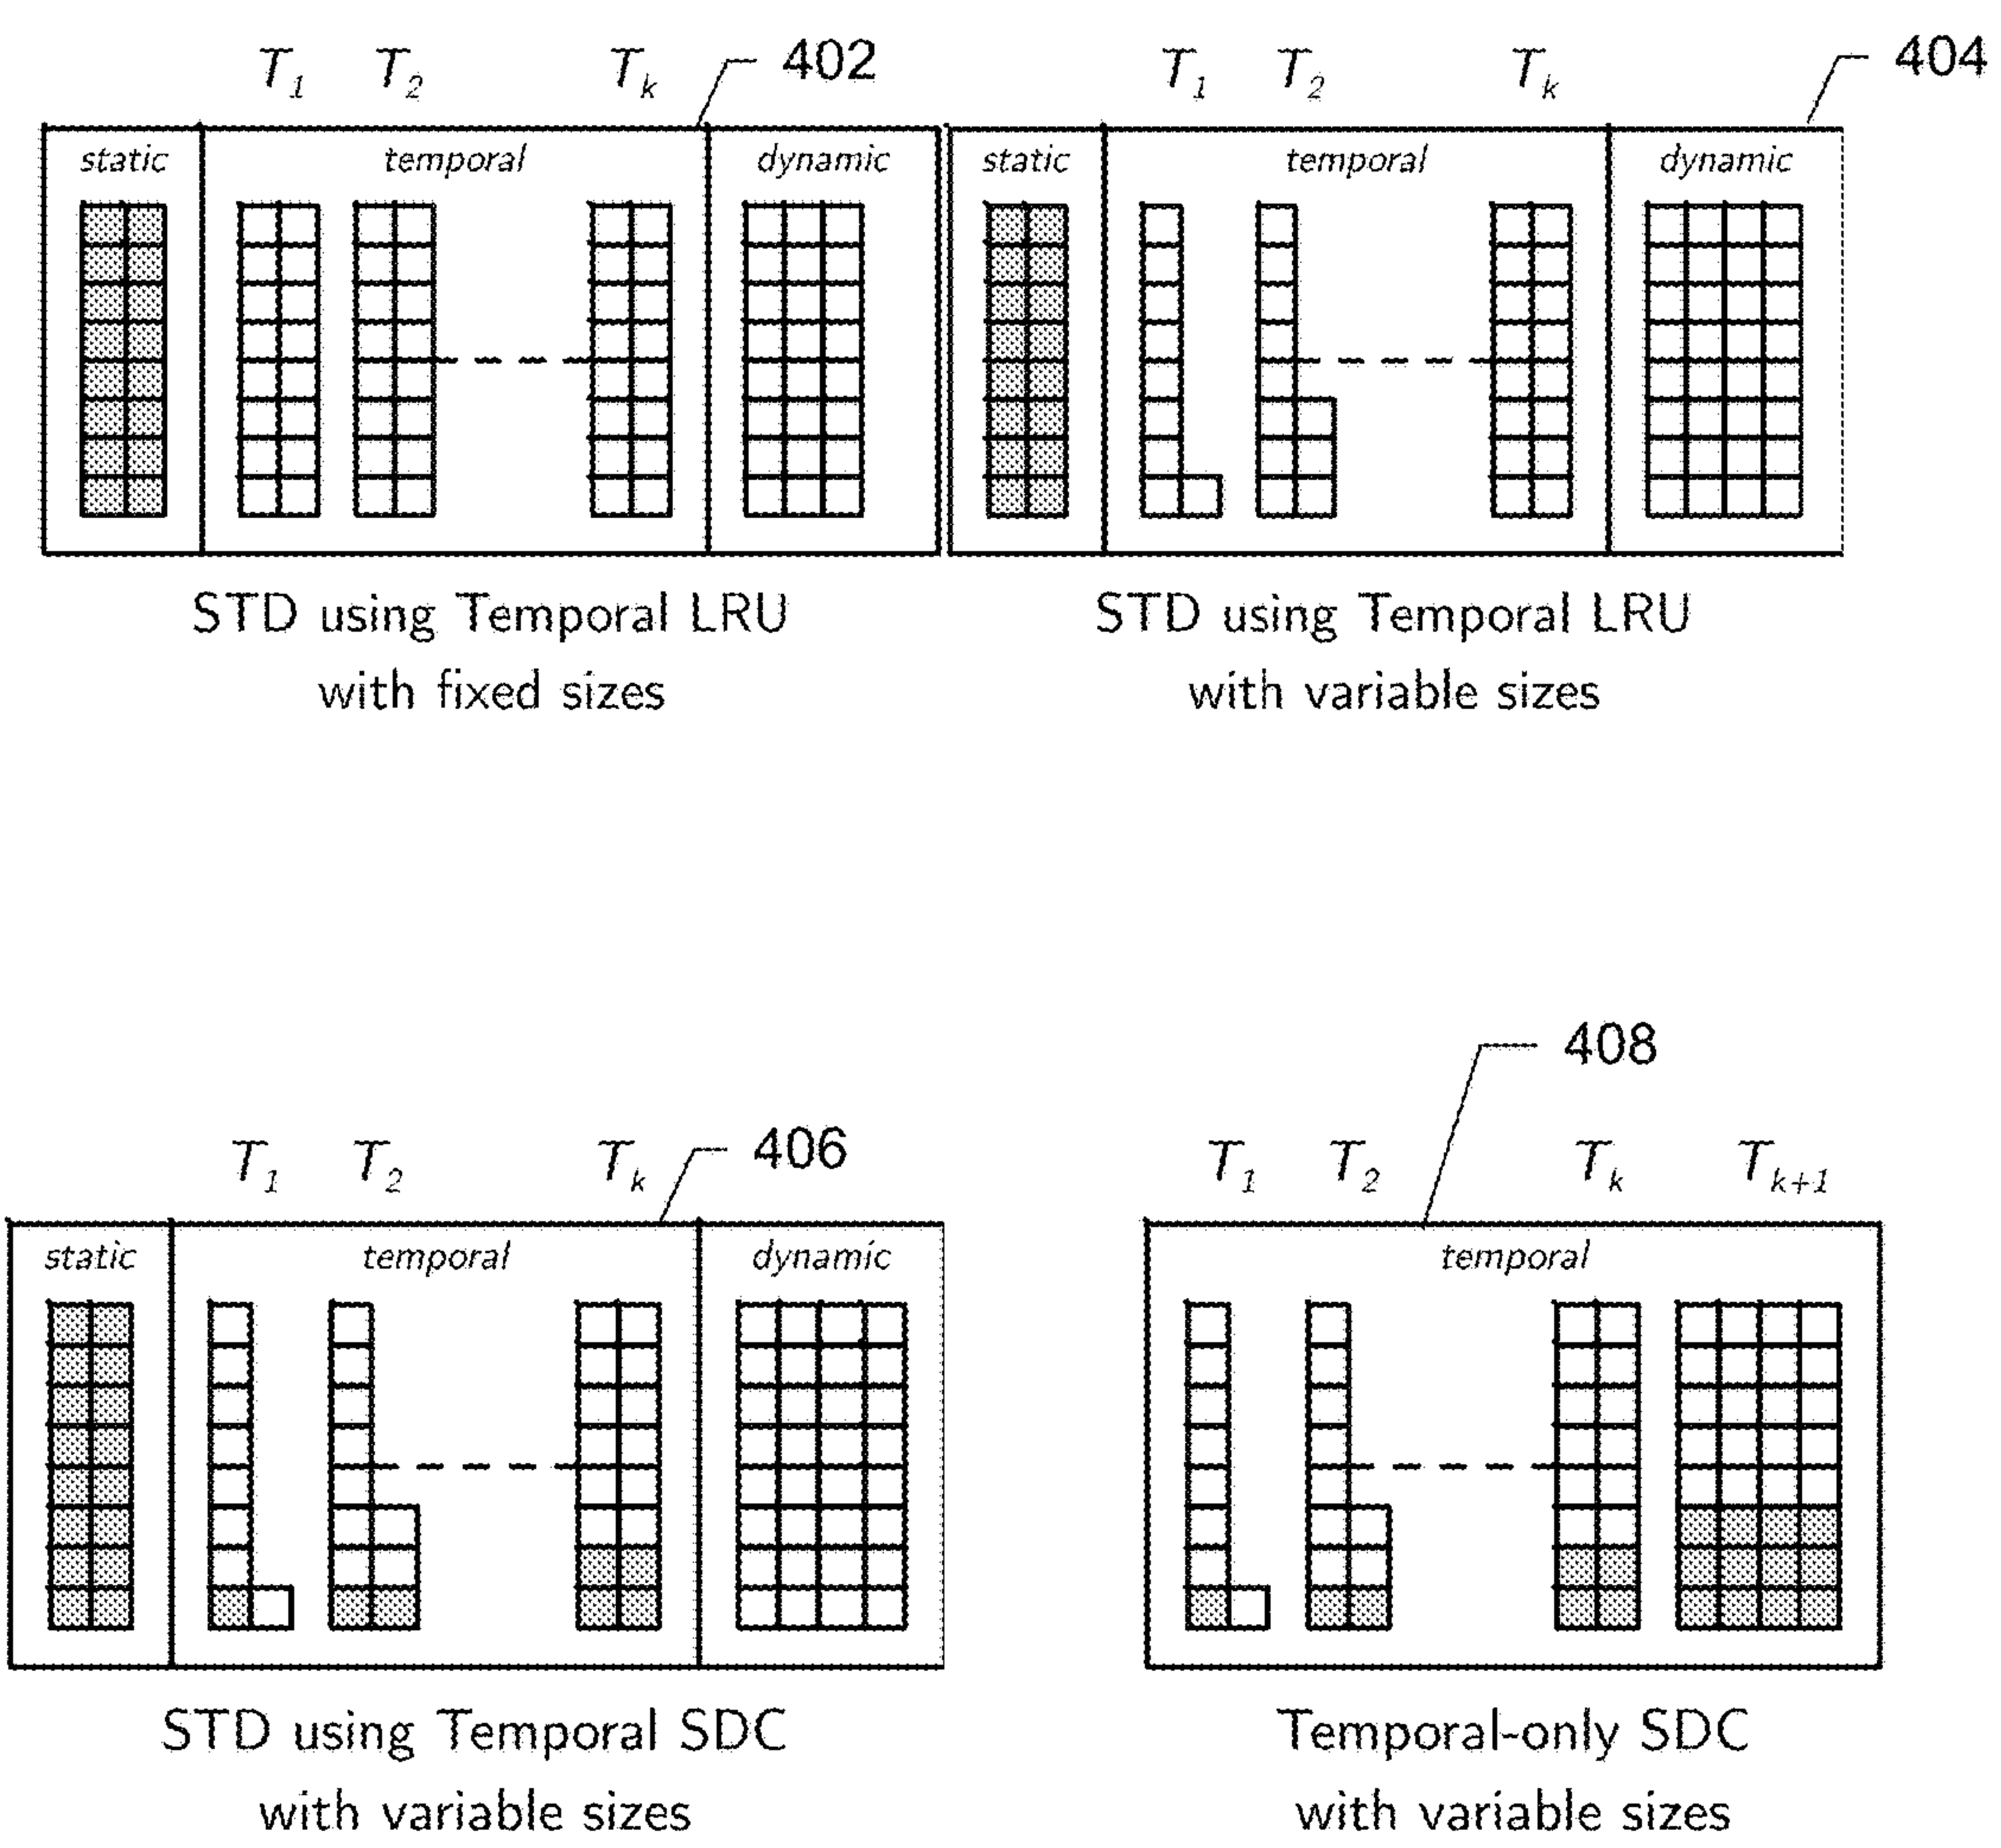 T1 T2 Tk 402
T1 T2 Tk 404
static temporal dynamic
static temporal dynamic
STD using Temporal LRU
with fixed sizes
STD using Temporal LRU
with variable sizes
T1 T2 Tk 406
408
T1 T2 Tk Tk+1
static temporal dynamic
temporal
STD using Temporal SDC
with variable sizes
Temporal-only SDC
with variable sizes